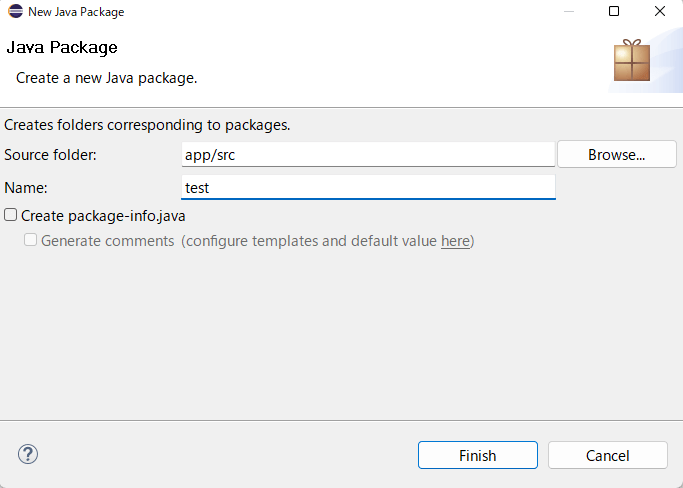 New Java Package
Java Package
Create a new Java package.
Creates folders corresponding to packages.
Source folder: app/src Browse...
Name: test
Create package-info.java
Generate comments (configure templates and default value here)
? Finish Cancel